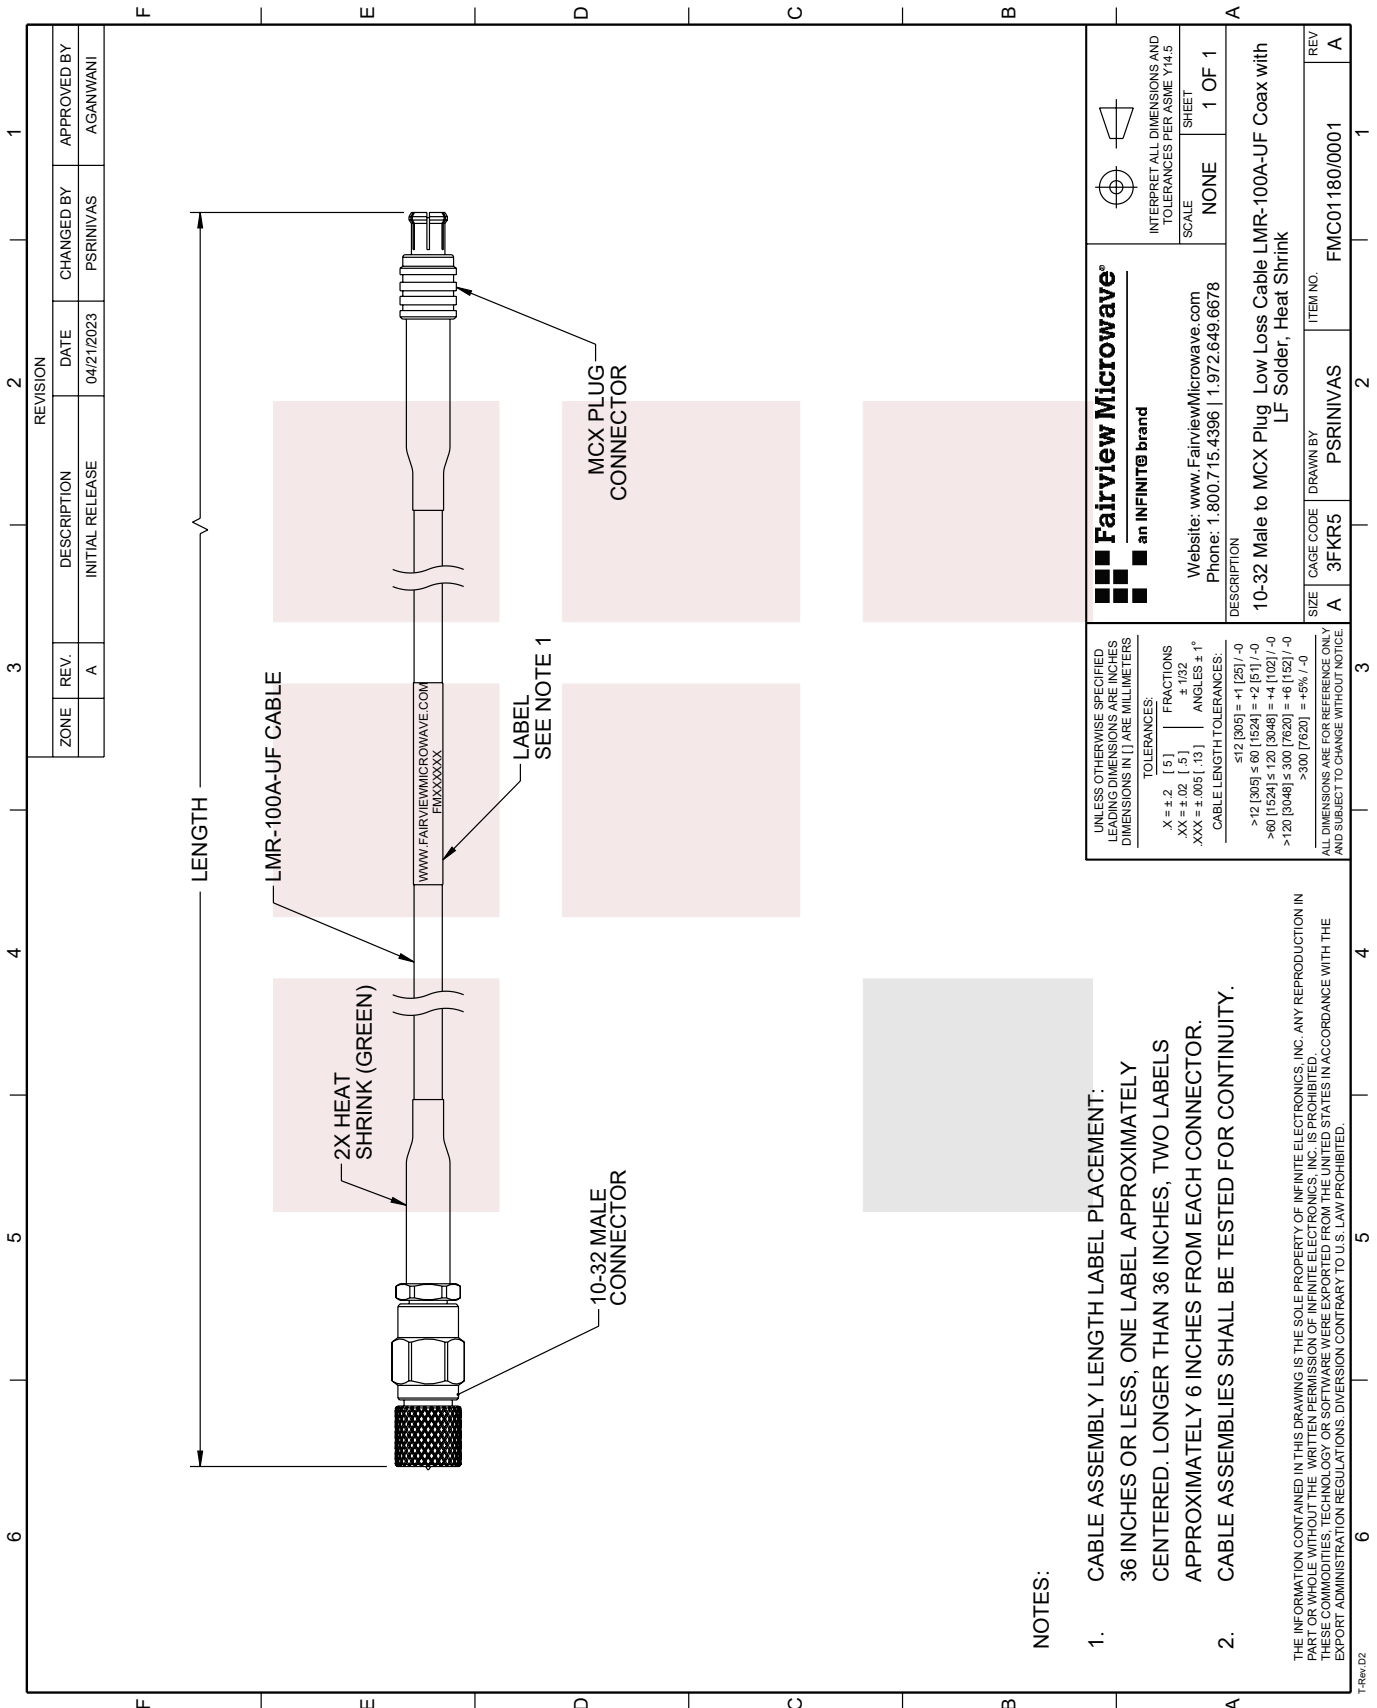 6
5
4
3
2
1
F
E
D
C
B
A
REVISION
ZONE REV. DESCRIPTION DATE CHANGED BY APPROVED BY
A INITIAL RELEASE 04/21/2023 PSRINIVAS AGANWANI
LENGTH
LMR-100A-UF CABLE
2X HEAT
SHRINK (GREEN)
WWW.FAIRVIEWMICROWAVE.COM
FMXXXXXX
10-32 MALE
CONNECTOR
LABEL
SEE NOTE 1
MCX PLUG
CONNECTOR
NOTES:
1. CABLE ASSEMBLY LENGTH LABEL PLACEMENT:
36 INCHES OR LESS, ONE LABEL APPROXIMATELY
CENTERED. LONGER THAN 36 INCHES, TWO LABELS
APPROXIMATELY 6 INCHES FROM EACH CONNECTOR.
2. CABLE ASSEMBLIES SHALL BE TESTED FOR CONTINUITY.
THE INFORMATION CONTAINED IN THIS DRAWING IS THE SOLE PROPERTY OF INFINITE ELECTRONICS, INC. ANY REPRODUCTION IN
PART OR WHOLE WITHOUT THE WRITTEN PERMISSION OF INFINITE ELECTRONICS, INC. IS PROHIBITED.
THESE COMMODITIES, TECHNOLOGY OR SOFTWARE WERE EXPORTED FROM THE UNITED STATES IN ACCORDANCE WITH THE
EXPORT ADMINISTRATION REGULATIONS. DIVERSION CONTRARY TO U.S. LAW PROHIBITED.
UNLESS OTHERWISE SPECIFIED
LEADING DIMENSIONS ARE INCHES
DIMENSIONS IN [ ] ARE MILLIMETERS
TOLERANCES:
.X = ±.2 [ 5 ] FRACTIONS
.XX = ±.02 [ .5 ] ± 1/32
.XXX = ±.005 [ .13 ] ANGLES ± 1°
CABLE LENGTH TOLERANCES:
≤12 [305] = +1 [25] / -0
>12 [305] ≤ 60 [1524] = +2 [51] / -0
>60 [1524] ≤ 120 [3048] = +4 [102] / -0
>120 [3048] ≤ 300 [7620] = +6 [152] / -0
>300 [7620] = +5% / -0
ALL DIMENSIONS ARE FOR REFERENCE ONLY
AND SUBJECT TO CHANGE WITHOUT NOTICE.
Fairview Microwave®
an INFINITE brand
Website: www.FairviewMicrowave.com
Phone: 1.800.715.4396 | 1.972.649.6678
INTERPRET ALL DIMENSIONS AND
TOLERANCES PER ASME Y14.5
SCALE
NONE
SHEET
1 OF 1
DESCRIPTION
10-32 Male to MCX Plug Low Loss Cable LMR-100A-UF Coax with
LF Solder, Heat Shrink
SIZE
A
CAGE CODE
3FKR5
DRAWN BY
PSRINIVAS
ITEM NO.
FMC01180/0001
REV
A
F
E
D
C
B
A
6
5
4
3
2
1
T-Rev.D2